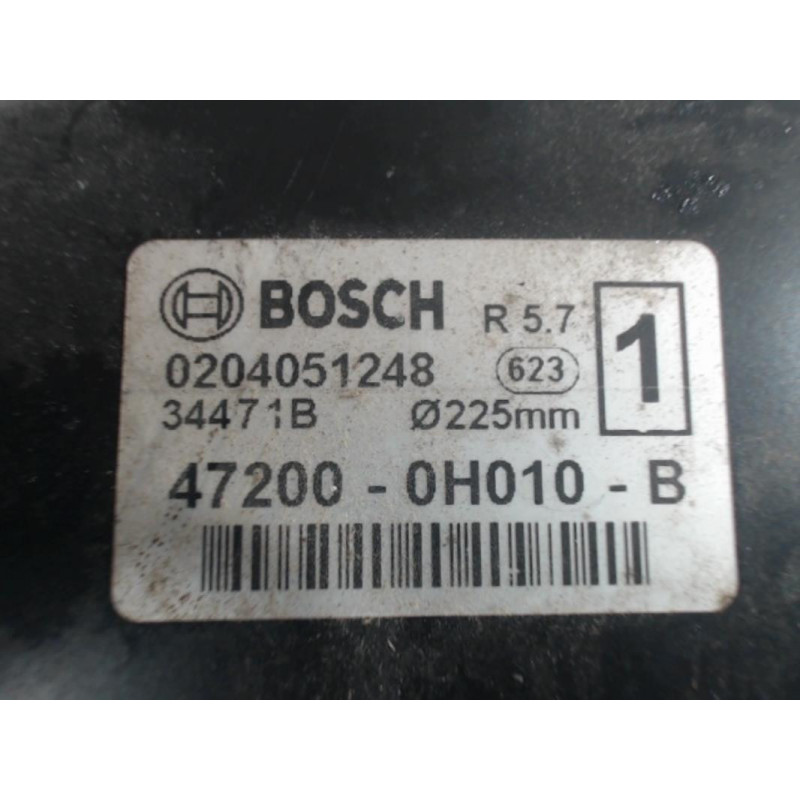 BOSCH R 5.7 1
0204051248 623
34471B Ø225mm
47200 - 0H010 - B